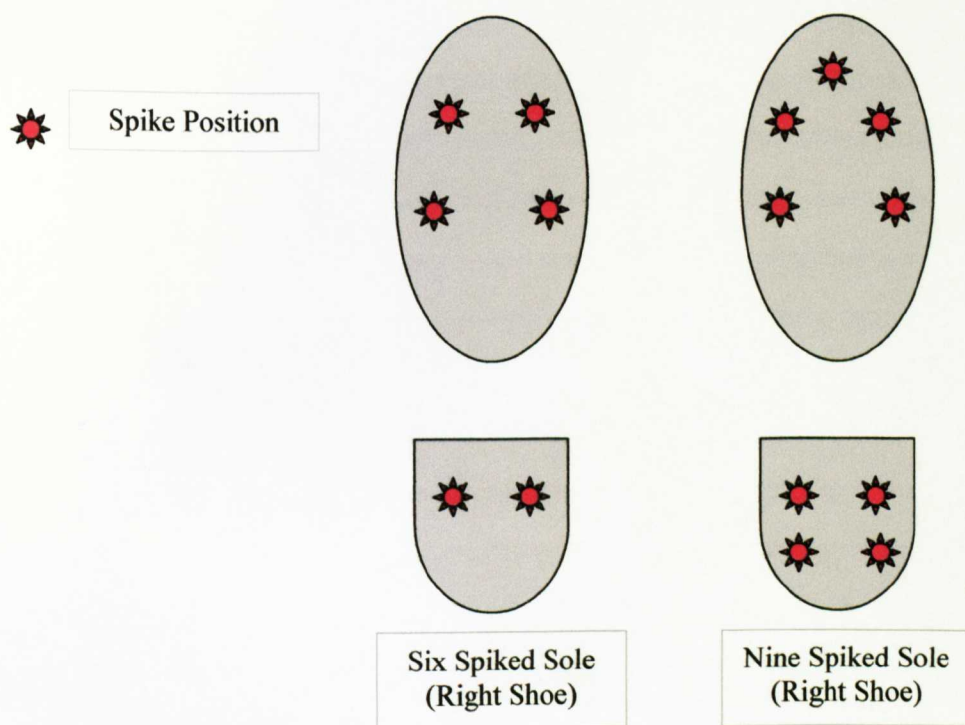 Spike Position
Six Spiked Sole
(Right Shoe)
Nine Spiked Sole
(Right Shoe)